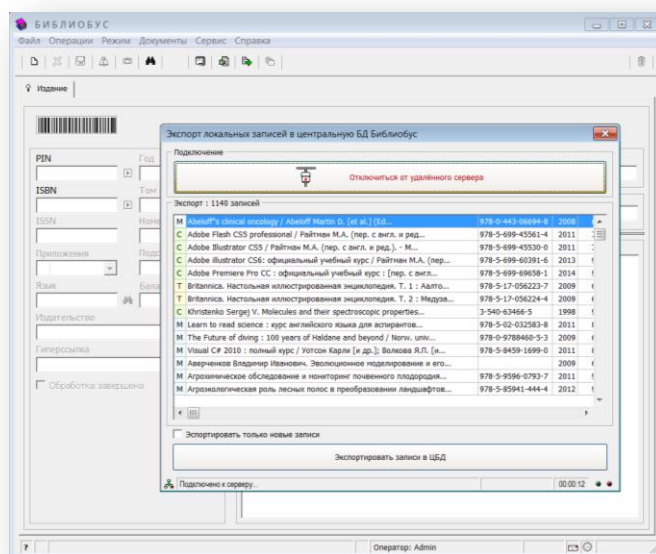 БИБЛИОБУС
Файл Операции Режим Документы Сервис Справка
Издание
PIN
Год
ISBN
Том
ISSN
Приложения
Язык
Издательство
Гиперссылка
Обработка завершена
Экспорт локальных записей в центральную БД Библиобус
Подключение
Отключиться от удалённого сервера
Экспорт : 1140 записей
M Abeloff's clinical oncology / Abeloff Martin D. [et al.] (Ed... 978-0-443-06694-8 2008
C Adobe Flash CS5 professional / Райтман М.А. (пер. с англ. и ред... 978-5-699-45561-4 2011
C Adobe Illustrator CS5 / Райтман М.А. (пер. с англ. и ред.). - М... 978-5-699-45530-0 2011
C Adobe illustrator CS6: официальный учебный курс / Райтман М.А. (пер... 978-5-699-60391-6 2013
C Adobe Premiere Pro CC : официальный учебный курс : [пер. с англ... 978-5-699-69658-1 2014
T Britannica. Настольная иллюстрированная энциклопедия. Т. 1 : Аалто... 978-5-17-056223-7 2009
T Britannica. Настольная иллюстрированная энциклопедия. Т. 2 : Медуза... 978-5-17-056224-4 2009
C Khristenko Sergej V. Molecules and their spectroscopic properties... 3-540-63466-5 1998
M Learn to read science : курс английского языка для аспирантов... 978-5-02-032583-8 2011
M The Future of diving : 100 years of Haldane and beyond / Norw. univ... 978-0-9788460-5-3 2009
M Visual C# 2010 : полный курс / Уотсон Карли [и др.]; Волкова Я.П. [и... 978-5-8459-1699-0 2011
M Аверченков Владимир Иванович. Эволюционное моделирование и его... 2009
M Агрохимическое обследование и мониторинг почвенного плодородия... 978-5-9596-0793-7 2011
M Агроэкологическая роль лесных полос в преобразовании ландшафтов... 978-5-85941-444-4 2012
Эспортировать только новые записи
Экспортировать записи в ЦБД
Подключено к серверу... 00:00:12
Оператор: Admin